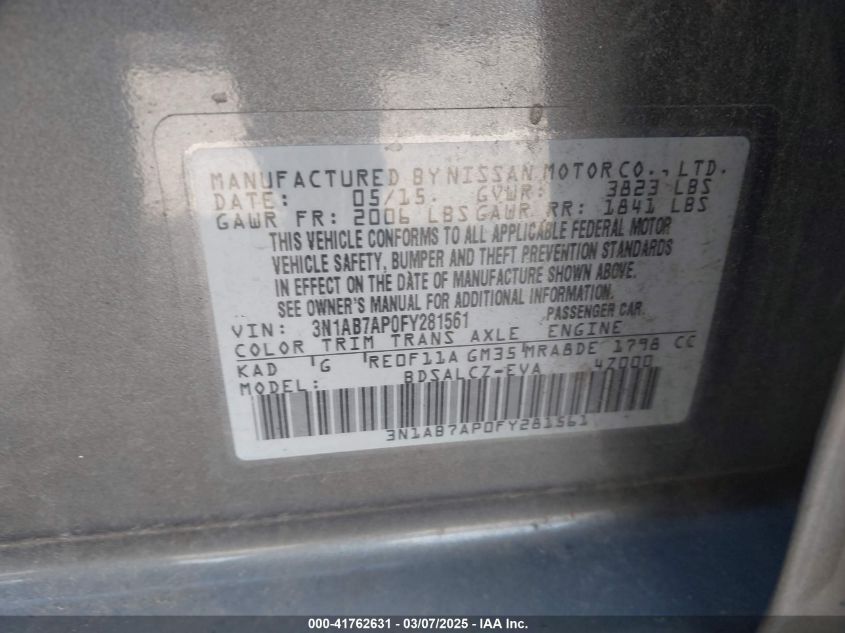 MANUFACTURED BY NISSAN MOTOR CO., LTD.
DATE: 05/15. GVWR: 3823 LBS
GAWR FR: 2006 LBS GAWR RR: 1841 LBS
THIS VEHICLE CONFORMS TO ALL APPLICABLE FEDERAL MOTOR
VEHICLE SAFETY, BUMPER AND THEFT PREVENTION STANDARDS
IN EFFECT ON THE DATE OF MANUFACTURE SHOWN ABOVE.
SEE OWNER'S MANUAL FOR ADDITIONAL INFORMATION.
VIN: 3N1AB7AP0FY281561 PASSENGER CAR
COLOR TRIM TRANS AXLE ENGINE
KAD G RE0F11A GM35 MRA8DE 1798 CC
MODEL: BDSALCZ-EVA 47000
3N1AB7AP0FY281561
000-41762631 - 03/07/2025 - IAAI.COM